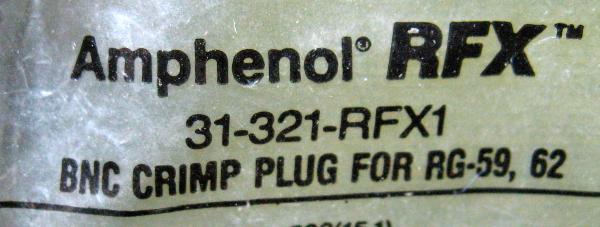 Amphenol® RFX™
31-321-RFX1
BNC CRIMP PLUG FOR RG-59, 62